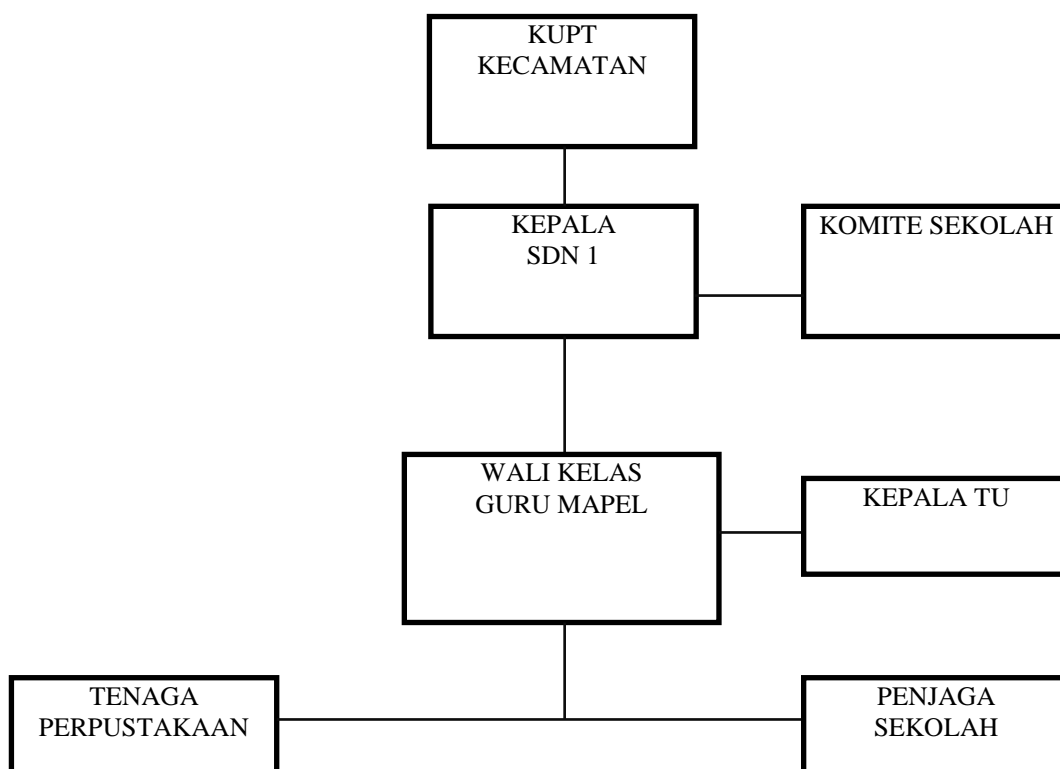 KUPT
KECAMATAN
KEPALA
SDN 1
KOMITE SEKOLAH
WALI KELAS
GURU MAPEL
KEPALA TU
TENAGA
PERPUSTAKAAN
PENJAGA
SEKOLAH